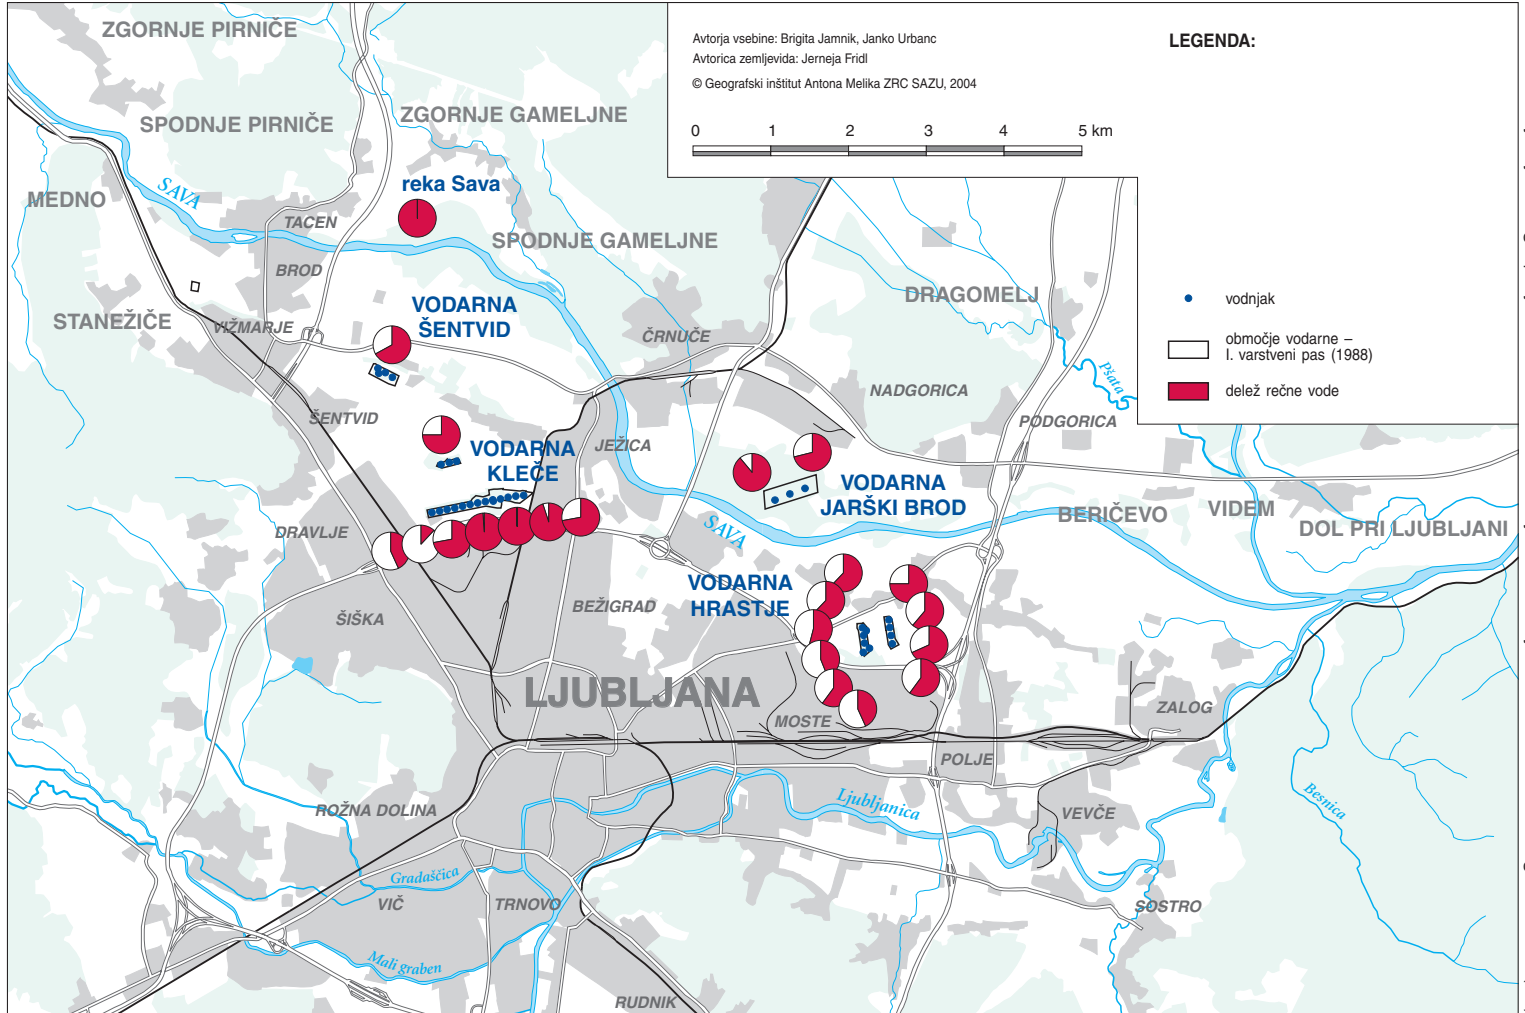 ZGORNJE PIRNIČE
Avtorja vsebine: Brigita Jamnik, Janko Urbanc
Avtorica zemljevida: Jerneja Fridl
© Geografski inštitut Antona Melika ZRC SAZU, 2004
LEGENDA:
0 1 2 3 4 5 km
SPODNJE PIRNIČE
ZGORNJE GAMELJNE
MEDNO
SAVA
reka Sava
TACEN
SPODNJE GAMELJNE
BROD
DRAGOMELJ
vodnjak
STANEŽIČE
VIŽMARJE
VODARNA
ŠENTVID
ČRNUČE
območje vodarne –
I. varstveni pas (1988)
Pšata
NADGORICA
delež rečne vode
ŠENTVID
PODGORICA
VODARNA
KLEČE
JEŽICA
VODARNA
JARŠKI BROD
BERIČEVO
VIDEM
DOL PRI LJUBLJANI
DRAVLJE
SAVA
VODARNA
HRASTJE
BEŽIGRAD
ŠIŠKA
LJUBLJANA
MOSTE
ZALOG
POLJE
ROŽNA DOLINA
Ljubljanica
VEVČE
Besnica
Gradaščica
VIČ
TRNOVO
SOSTRO
Mali graben
RUDNIK